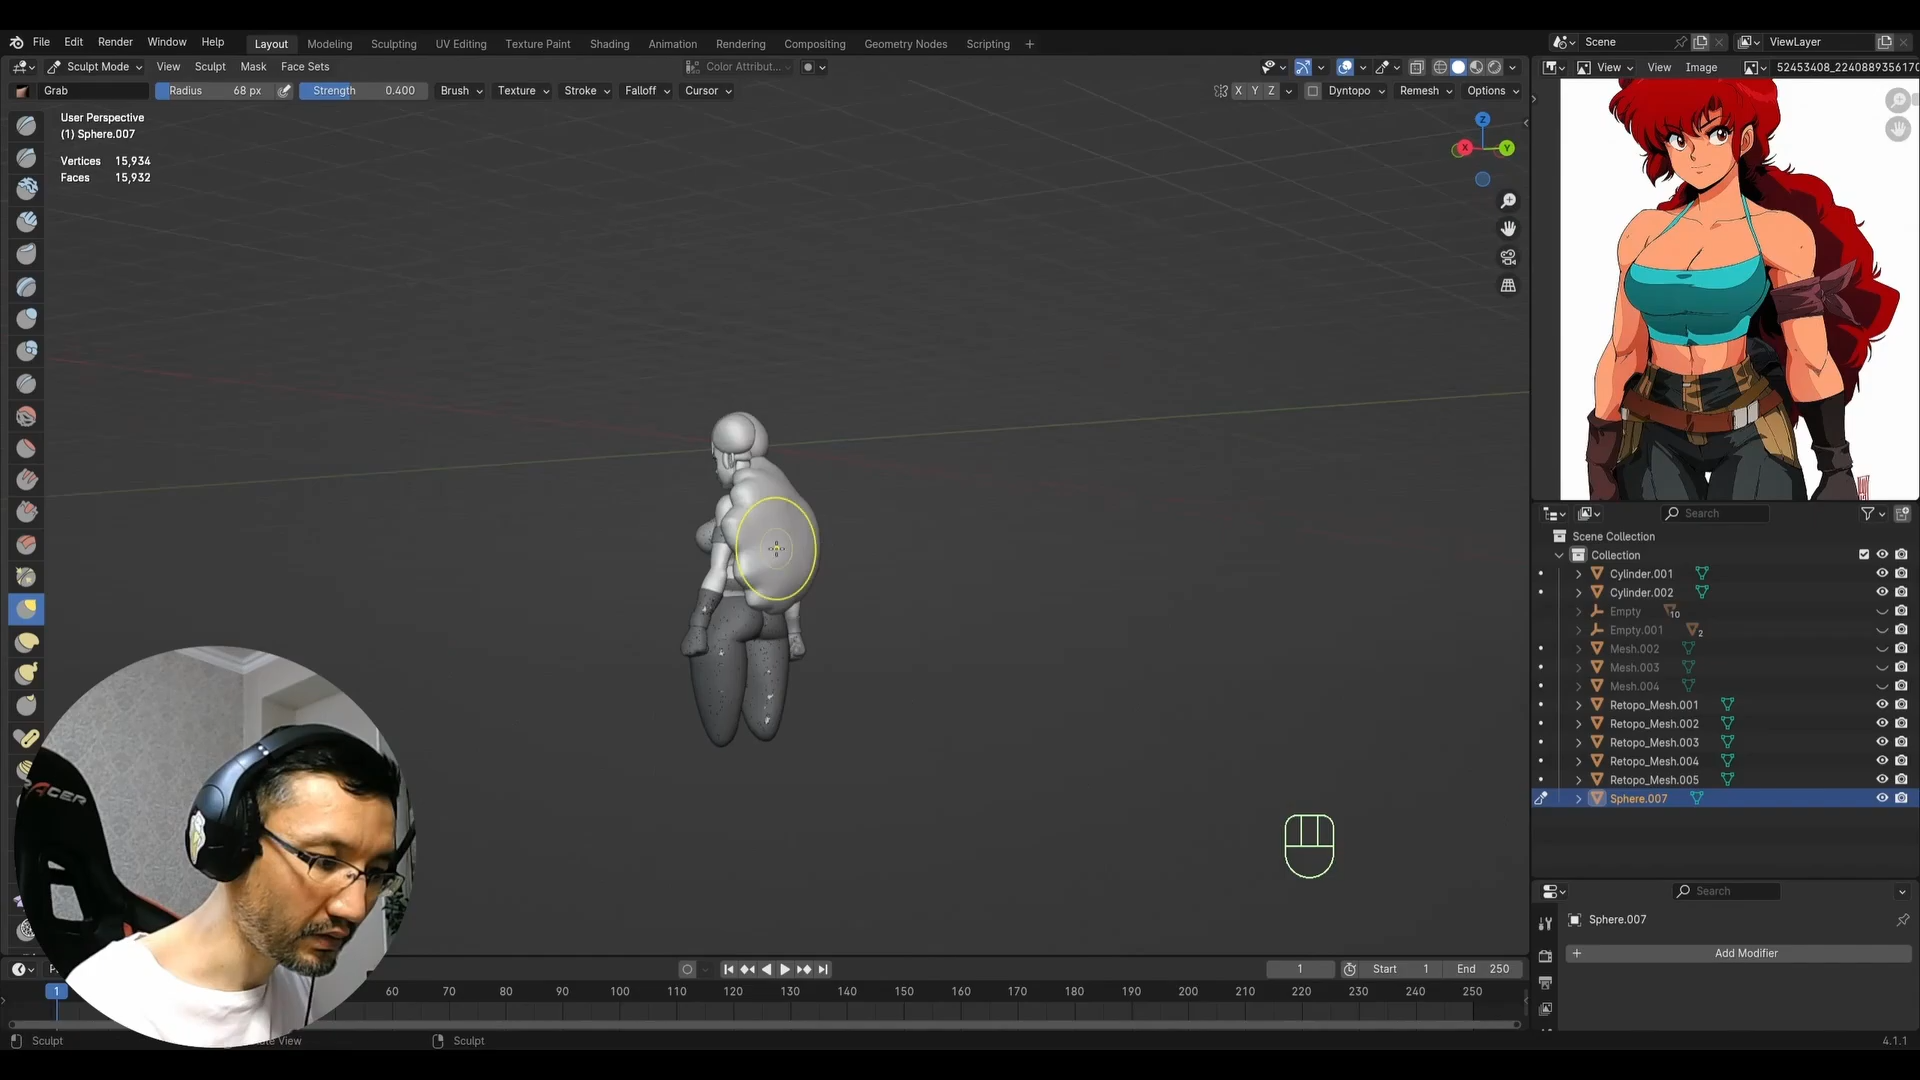 File Edit Render Window Help Layout Modeling Sculpting UV Editing Texture Paint Shading Animation Rendering Compositing Geometry Nodes Scripting + Scene ViewLayer
Sculpt Mode View Sculpt Mask Face Sets Color Attribut... View View Image 52453408_2240889356170
Grab Radius 68 px Strength 0.400 Brush Texture Stroke Falloff Cursor X Y Z Dyntopo Remesh Options
User Perspective
(1) Sphere.007
Vertices 15,934
Faces 15,932
Z
X
Y
Search
Scene Collection
Collection
Cylinder.001
Cylinder.002
Empty 10
Empty.001 2
Mesh.002
Mesh.003
Mesh.004
Retopo_Mesh.001
Retopo_Mesh.002
Retopo_Mesh.003
Retopo_Mesh.004
Retopo_Mesh.005
Sphere.007
Search
Sphere.007
+ Add Modifier
ACER
1 Start 1 End 250
1 60 70 80 90 100 110 120 130 140 150 160 170 180 190 200 210 220 230 240 250
Sculpt View Sculpt 4.1.1